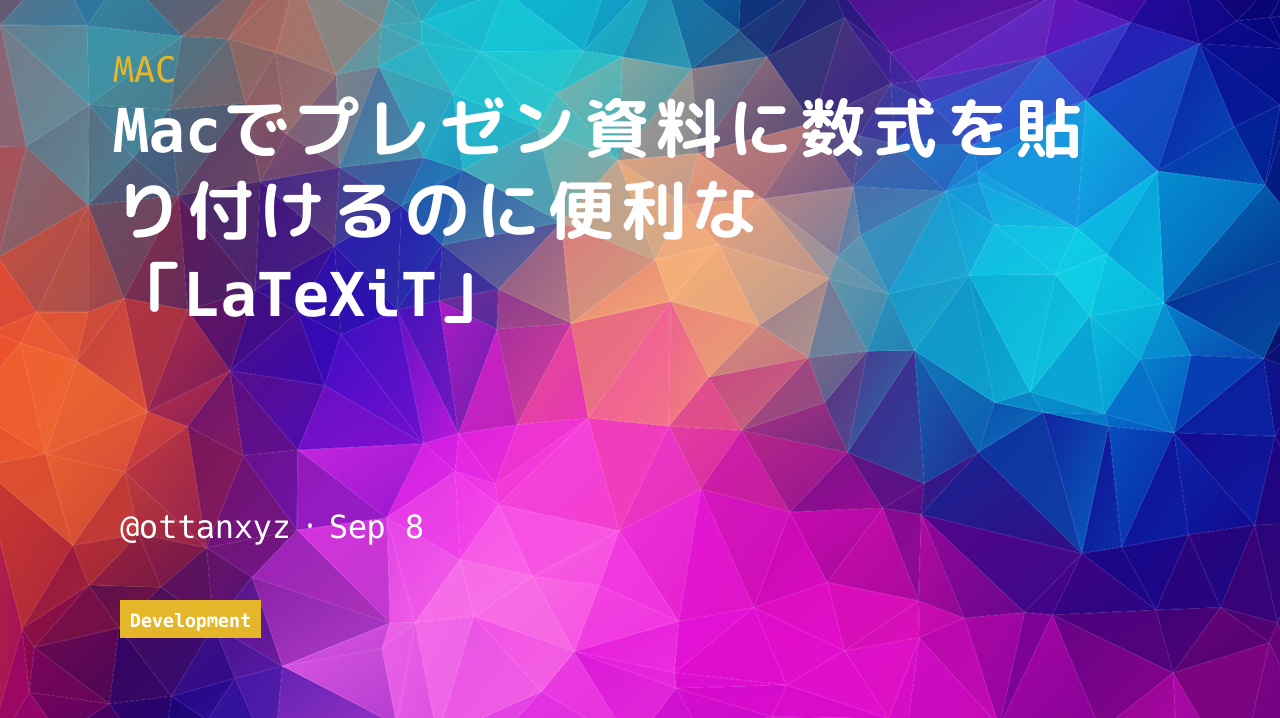 MAC
Macでプレゼン資料に数式を貼
り付けるのに便利な
「LaTeXiT」
@ottanxyz・Sep 8
Development